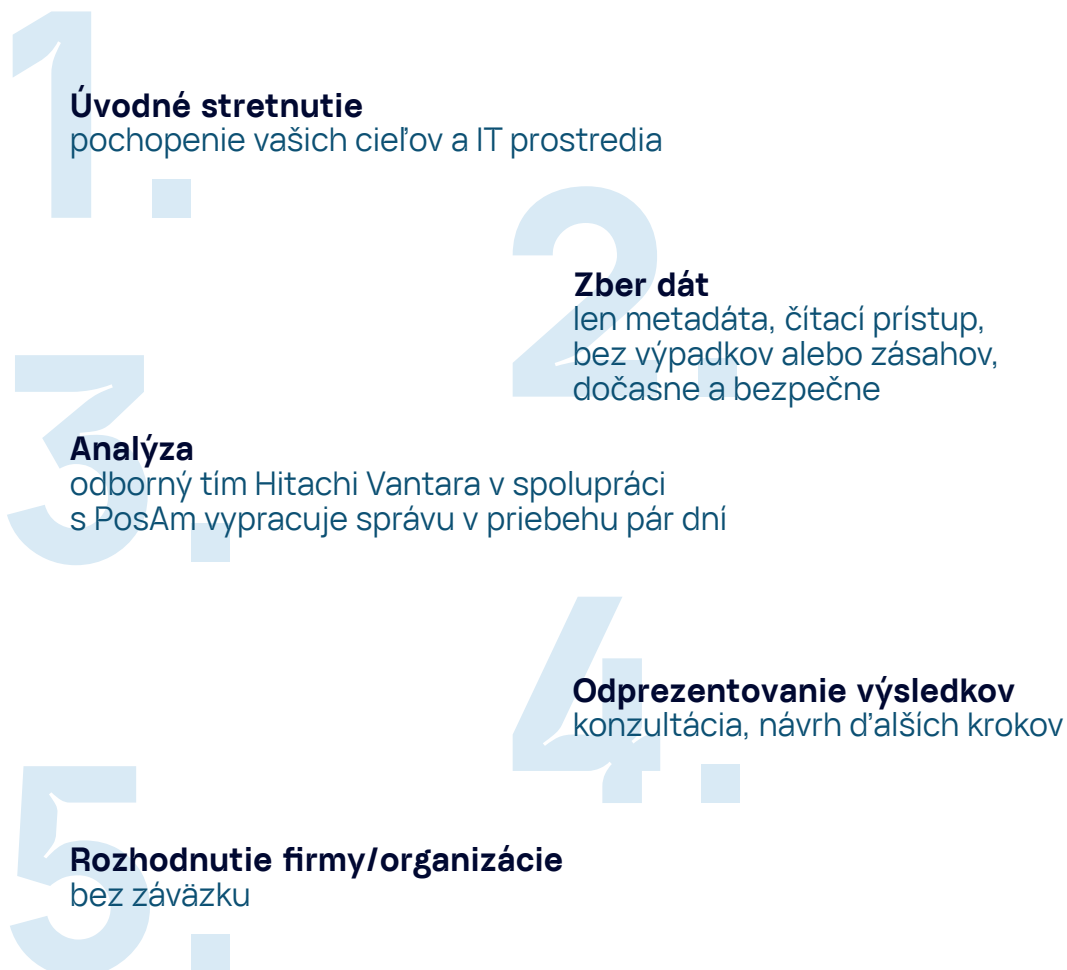 1.
Úvodné stretnutie
pochopenie vašich cieľov a IT prostredia
2.
Zber dát
len metadáta, čítací prístup,
bez výpadkov alebo zásahov,
dočasne a bezpečne
3.
Analýza
odborný tím Hitachi Vantara v spolupráci
s PosAm vypracuje správu v priebehu pár dní
4.
Odprezentovanie výsledkov
konzultácia, návrh ďalších krokov
5.
Rozhodnutie firmy/organizácie
bez záväzku